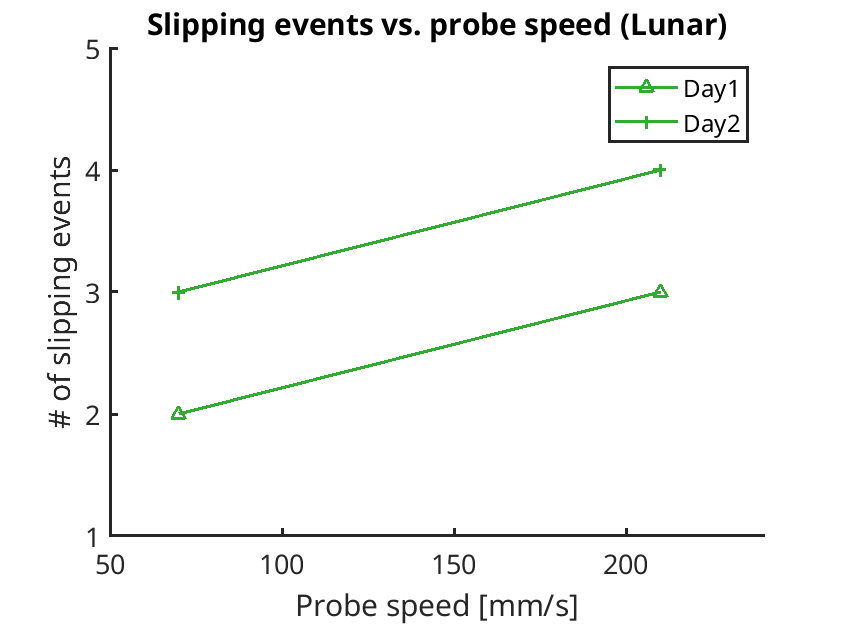 Slipping events vs. probe speed (Lunar)
5
4
3
2
1
# of slipping events
Day1
Day2
50 100 150 200
Probe speed [mm/s]